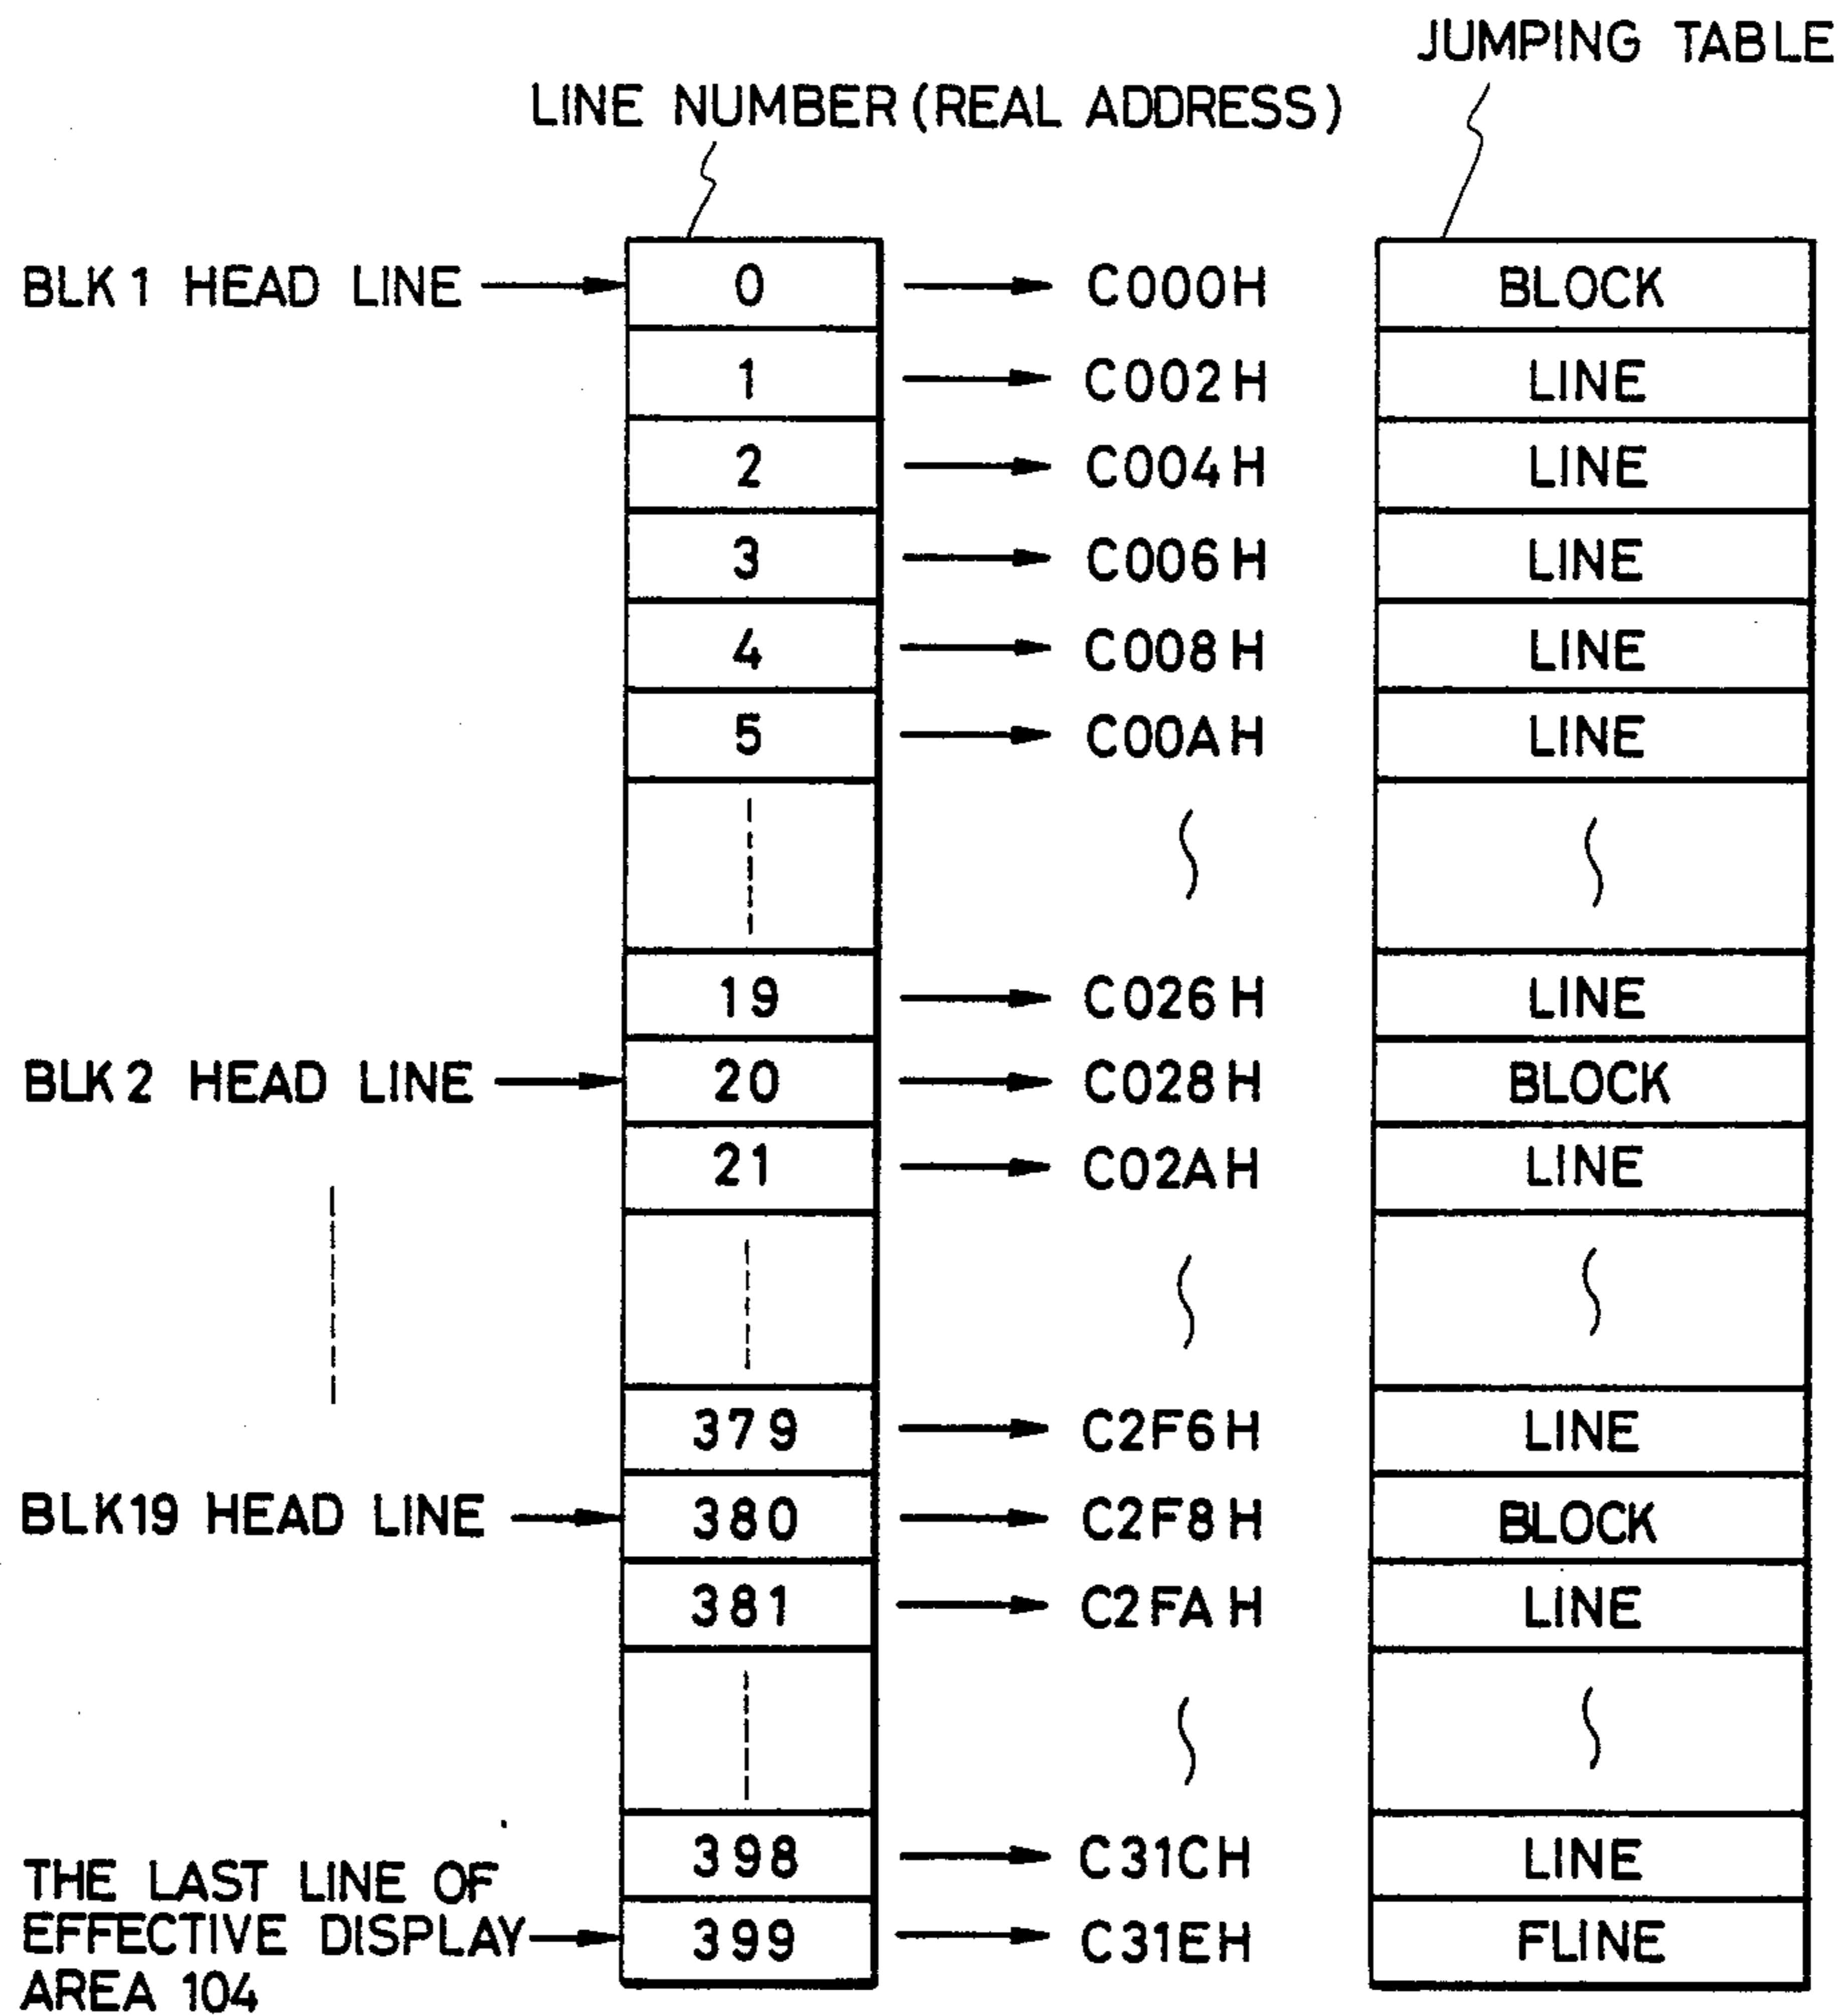 JUMPING TABLE
LINE NUMBER (REAL ADDRESS)
BLK 1 HEAD LINE 0 C000H BLOCK
1 C002H LINE
2 C004H LINE
3 C006H LINE
4 C008H LINE
5 C00AH LINE
19 C026H LINE
BLK 2 HEAD LINE 20 C028H BLOCK
21 C02AH LINE
379 C2F6H LINE
BLK19 HEAD LINE 380 C2F8H BLOCK
381 C2FAH LINE
398 C31CH LINE
THE LAST LINE OF
EFFECTIVE DISPLAY 399 C31EH FLINE
AREA 104